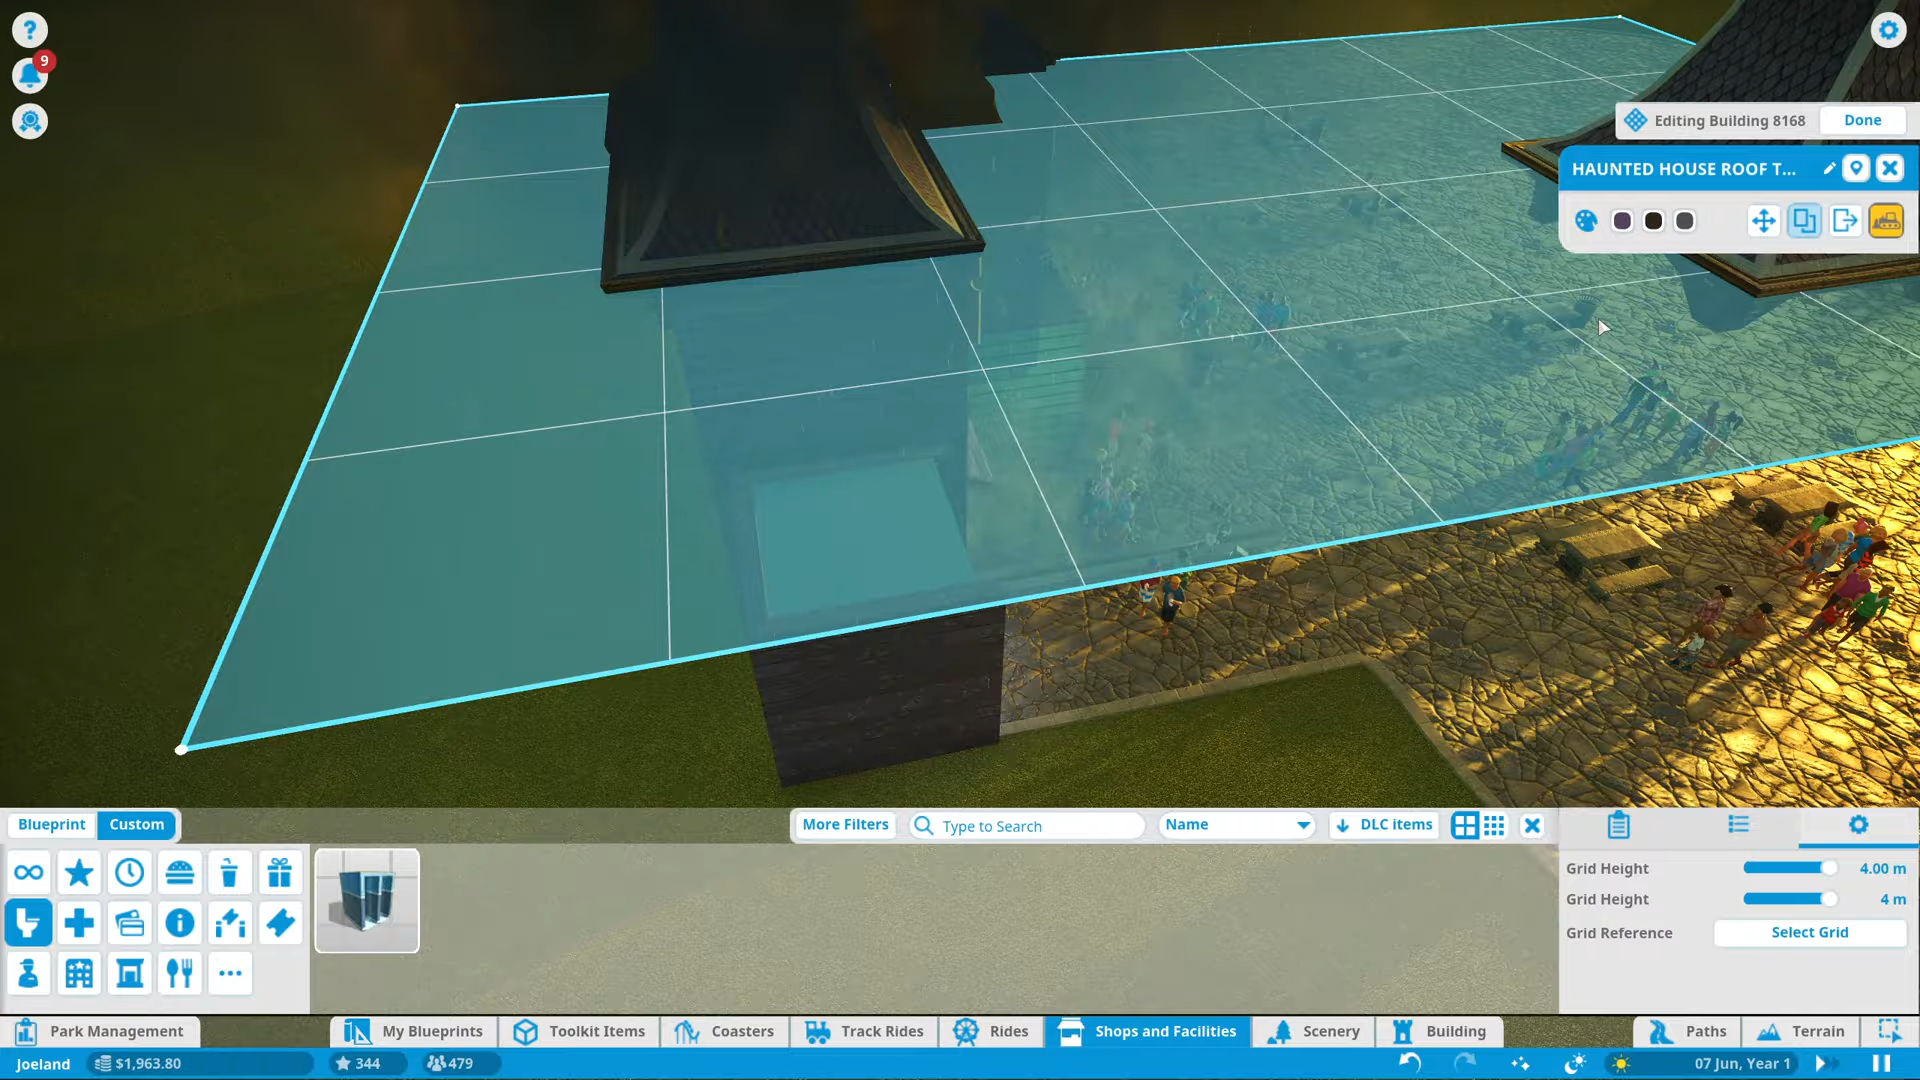 ?
9
Editing Building 8168
Done
HAUNTED HOUSE ROOF T...
Blueprint
Custom
More Filters
Type to Search
Name
DLC items
Grid Height
4.00 m
Grid Height
4 m
Grid Reference
Select Grid
Park Management
My Blueprints
Toolkit Items
Coasters
Track Rides
Rides
Shops and Facilities
Scenery
Building
Paths
Terrain
Joeland
$1,963.80
344
479
07 Jun, Year 1